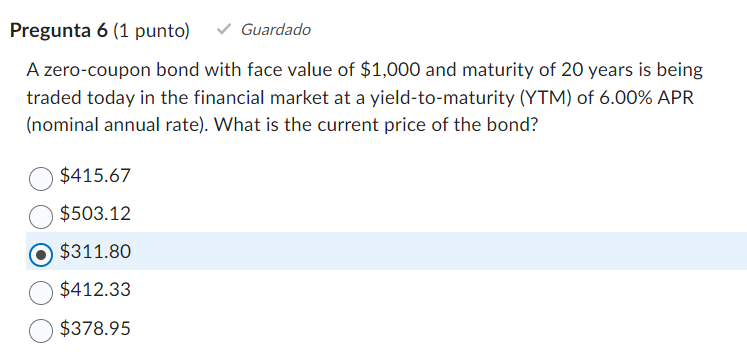 Pregunta 6 (1 punto) Guardado
A zero-coupon bond with face value of $1,000 and maturity of 20 years is being
traded today in the financial market at a yield-to-maturity (YTM) of 6.00% APR
(nominal annual rate). What is the current price of the bond?
$415.67
$503.12
$311.80
$412.33
$378.95